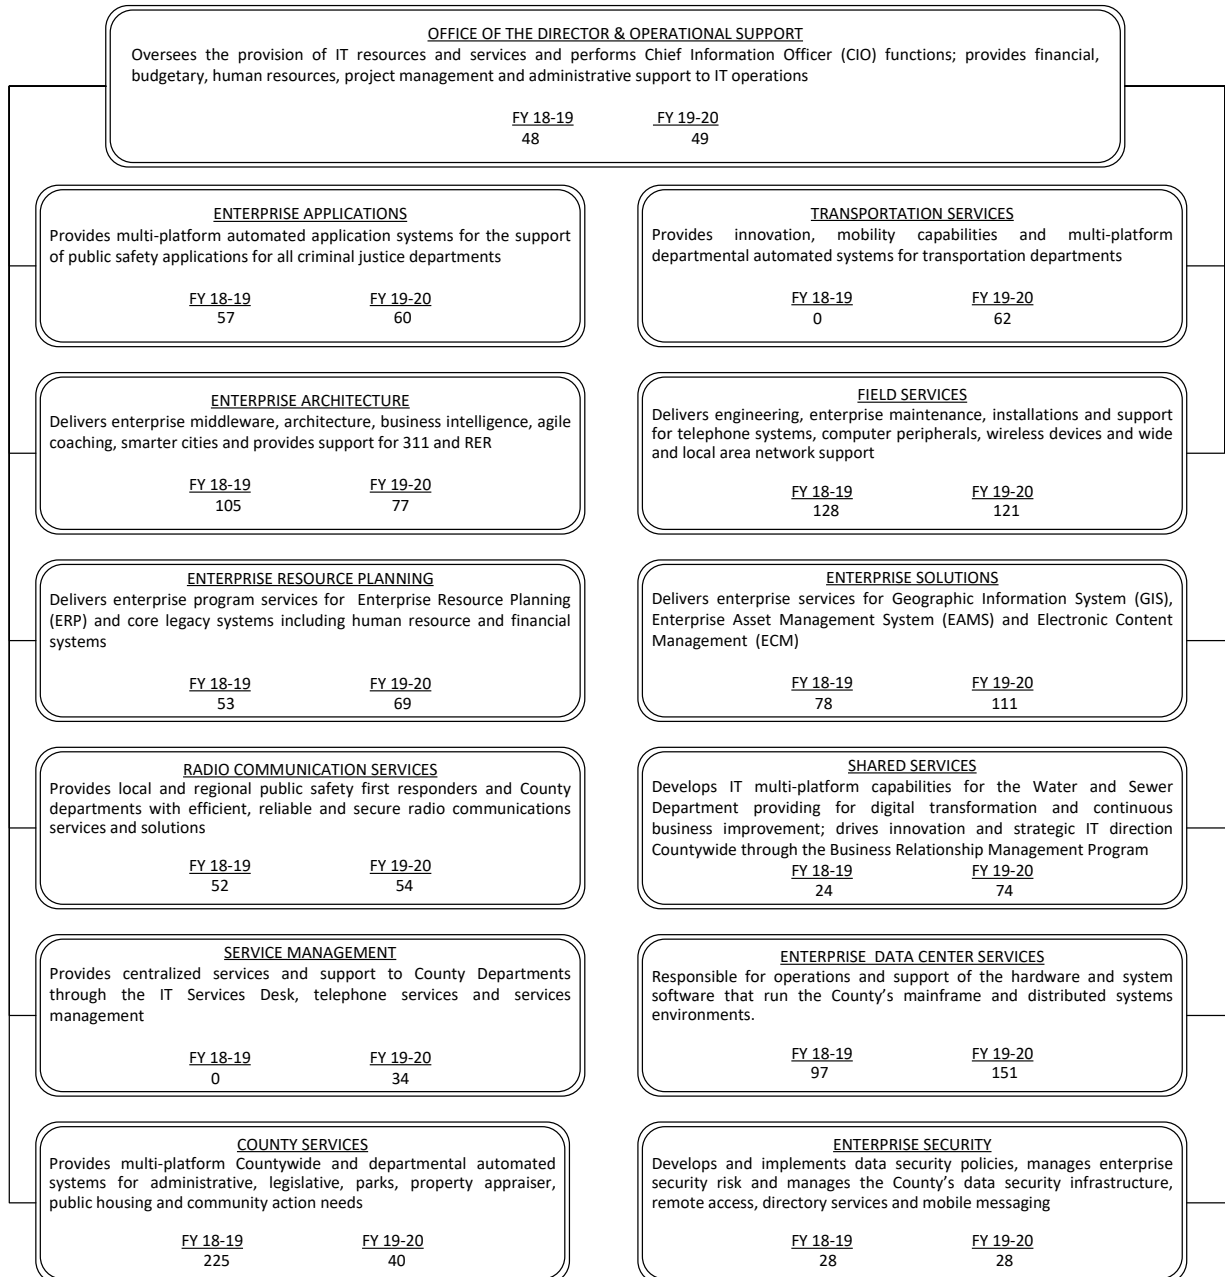 OFFICE OF THE DIRECTOR & OPERATIONAL SUPPORT
Oversees the provision of IT resources and services and performs Chief Information Officer (CIO) functions; provides financial,
budgetary, human resources, project management and administrative support to IT operations
FY 18-19 FY 19-20
48 49
ENTERPRISE APPLICATIONS
Provides multi-platform automated application systems for the support
of public safety applications for all criminal justice departments
FY 18-19 FY 19-20
57 60
TRANSPORTATION SERVICES
Provides innovation, mobility capabilities and multi-platform
departmental automated systems for transportation departments
FY 18-19 FY 19-20
0 62
ENTERPRISE ARCHITECTURE
Delivers enterprise middleware, architecture, business intelligence, agile
coaching, smarter cities and provides support for 311 and RER
FY 18-19 FY 19-20
105 77
FIELD SERVICES
Delivers engineering, enterprise maintenance, installations and support
for telephone systems, computer peripherals, wireless devices and wide
and local area network support
FY 18-19 FY 19-20
128 121
ENTERPRISE RESOURCE PLANNING
Delivers enterprise program services for Enterprise Resource Planning
(ERP) and core legacy systems including human resource and financial
systems
FY 18-19 FY 19-20
53 69
ENTERPRISE SOLUTIONS
Delivers enterprise services for Geographic Information System (GIS),
Enterprise Asset Management System (EAMS) and Electronic Content
Management (ECM)
FY 18-19 FY 19-20
78 111
RADIO COMMUNICATION SERVICES
Provides local and regional public safety first responders and County
departments with efficient, reliable and secure radio communications
services and solutions
FY 18-19 FY 19-20
52 54
SHARED SERVICES
Develops IT multi-platform capabilities for the Water and Sewer
Department providing for digital transformation and continuous
business improvement; drives innovation and strategic IT direction
Countywide through the Business Relationship Management Program
FY 18-19 FY 19-20
24 74
SERVICE MANAGEMENT
Provides centralized services and support to County Departments
through the IT Services Desk, telephone services and services
management
FY 18-19 FY 19-20
0 34
ENTERPRISE DATA CENTER SERVICES
Responsible for operations and support of the hardware and system
software that run the County’s mainframe and distributed systems
environments.
FY 18-19 FY 19-20
97 151
COUNTY SERVICES
Provides multi-platform Countywide and departmental automated
systems for administrative, legislative, parks, property appraiser,
public housing and community action needs
FY 18-19 FY 19-20
225 40
ENTERPRISE SECURITY
Develops and implements data security policies, manages enterprise
security risk and manages the County’s data security infrastructure,
remote access, directory services and mobile messaging
FY 18-19 FY 19-20
28 28